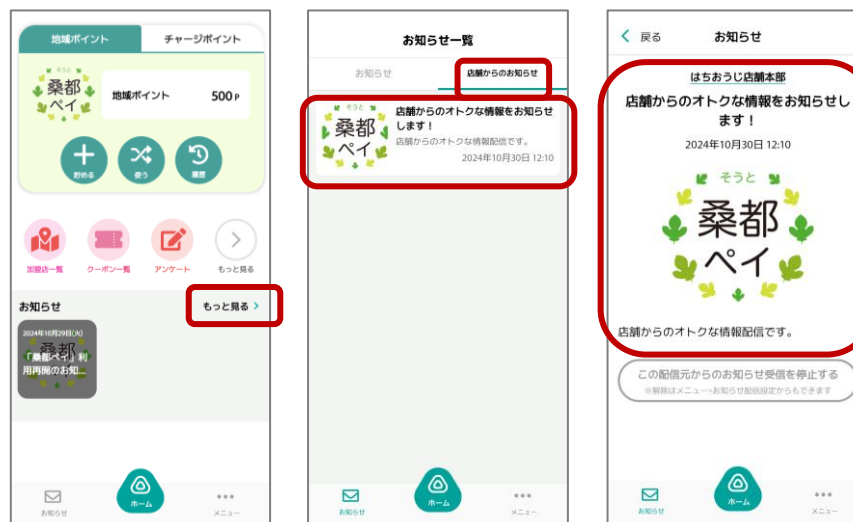 地域ポイント
チャージポイント
そうと
桑都
ペイ
地域ポイント
500 P
貯める
使う
履歴
加盟店一覧
クーポン一覧
アンケート
もっと見る
お知らせ
もっと見る >
2024年10月29日(火)
「桑都ペイ」利
用再開のお知...
お知らせ
ホーム
メニュー
お知らせ一覧
お知らせ
店舗からのお知らせ
そうと
桑都
ペイ
店舗からのオトクな情報をお知らせ
します！
店舗からのオトクな情報配信です。
2024年10月30日 12:10
お知らせ
ホーム
メニュー
戻る
お知らせ
はちおうじ店舗本部
店舗からのオトクな情報をお知らせし
ます！
2024年10月30日 12:10
そうと
桑都
ペイ
店舗からのオトクな情報配信です。
この配信元からのお知らせ受信を停止する
※解除はメニュー>お知らせ配信設定からもできます
お知らせ
ホーム
メニュー